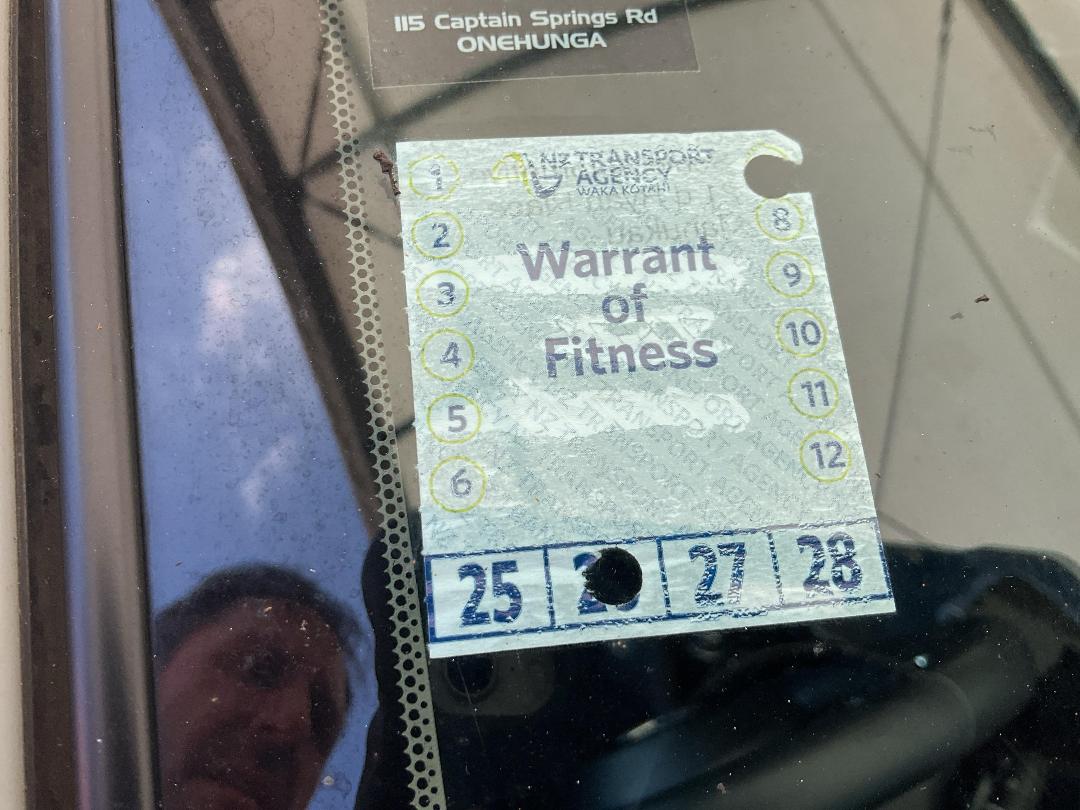 115 Captain Springs Rd
ONEHUNGA
NZ TRANSPORT
AGENCY
WAKA KOTAHI
1
2
3
4
5
6
8
9
10
11
12
Warrant
of
Fitness
25 27 28